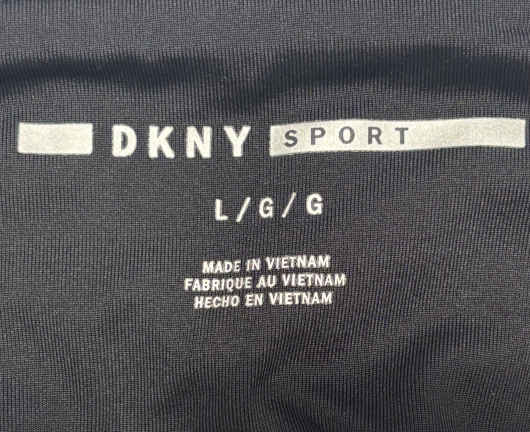 DKNY SPORT
L/G/G
MADE IN VIETNAM
FABRIQUE AU VIETNAM
HECHO EN VIETNAM